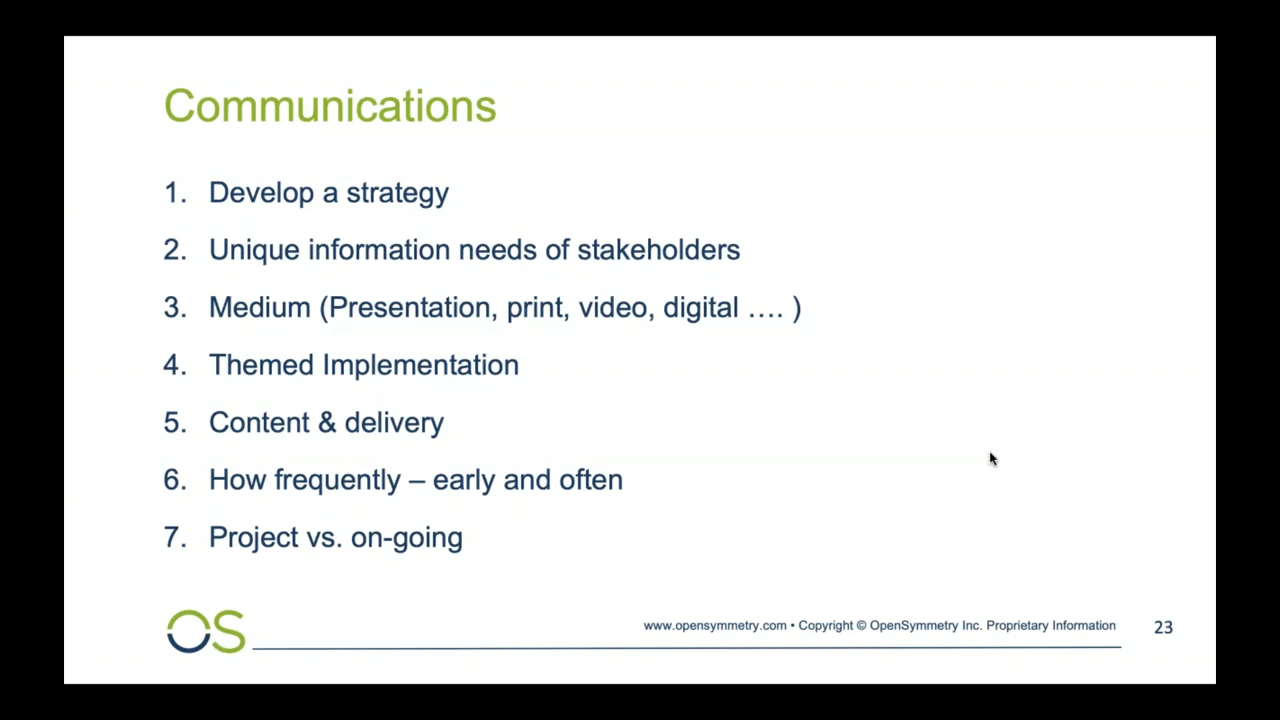 Communications
1. Develop a strategy
2. Unique information needs of stakeholders
3. Medium (Presentation, print, video, digital .... )
4. Themed Implementation
5. Content & delivery
6. How frequently – early and often
7. Project vs. on-going
OS
www.opensymmetry.com • Copyright © OpenSymmetry Inc. Proprietary Information
23